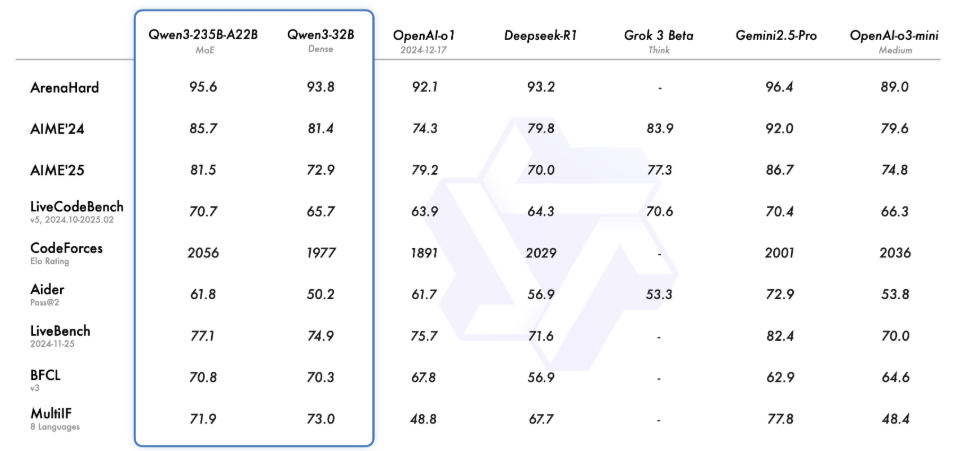 Qwen3-235B-A22B Qwen3-32B OpenAI-o1 Deepseek-R1 Grok 3 Beta Gemini2.5-Pro OpenAI-o3-mini
MoE Dense 2024-12-17 Think Medium
ArenaHard 95.6 93.8 92.1 93.2 - 96.4 89.0
AIME'24 85.7 81.4 74.3 79.8 83.9 92.0 79.6
AIME'25 81.5 72.9 79.2 70.0 77.3 86.7 74.8
LiveCodeBench 70.7 65.7 63.9 64.3 70.6 70.4 66.3
v5, 2024.10-2025.02
CodeForces 2056 1977 1891 2029 - 2001 2036
Elo Rating
Aider 61.8 50.2 61.7 56.9 53.3 72.9 53.8
Pass@2
LiveBench 77.1 74.9 75.7 71.6 - 82.4 70.0
2024-11-25
BFCL 70.8 70.3 67.8 56.9 - 62.9 64.6
v3
MultiIF 71.9 73.0 48.8 67.7 - 77.8 48.4
8 Languages